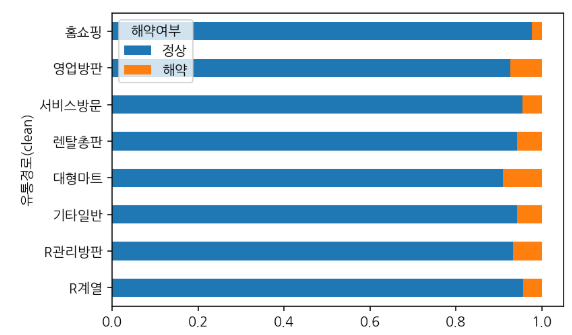 해약여부
정상
해약
홈쇼핑
영업방판
서비스방문
렌탈총판
대형마트
기타일반
R관리방판
R계열
유통경로(clean)
0.0 0.2 0.4 0.6 0.8 1.0